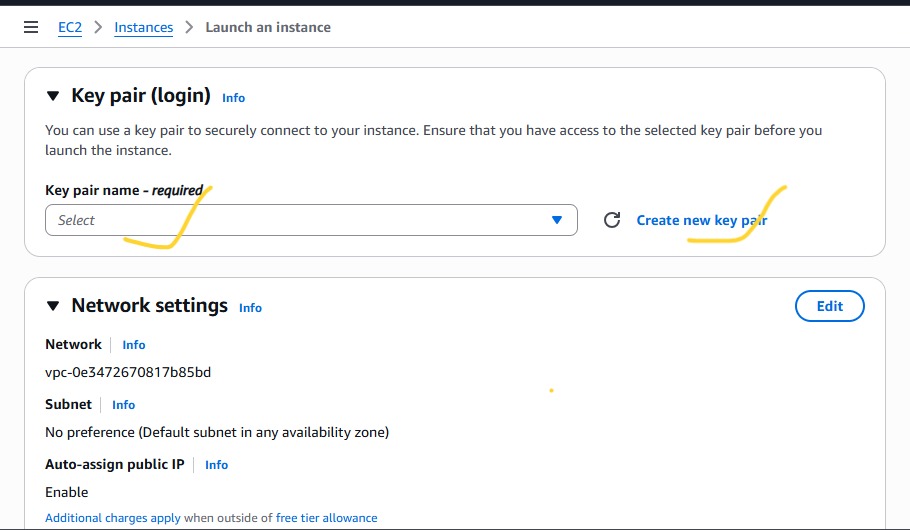 EC2 > Instances > Launch an instance
Key pair (login) Info
You can use a key pair to securely connect to your instance. Ensure that you have access to the selected key pair before you
launch the instance.
Key pair name - required
Select
Create new key pair
Network settings Info
Edit
Network Info
vpc-0e3472670817b85bd
Subnet Info
No preference (Default subnet in any availability zone)
Auto-assign public IP Info
Enable
Additional charges apply when outside of free tier allowance